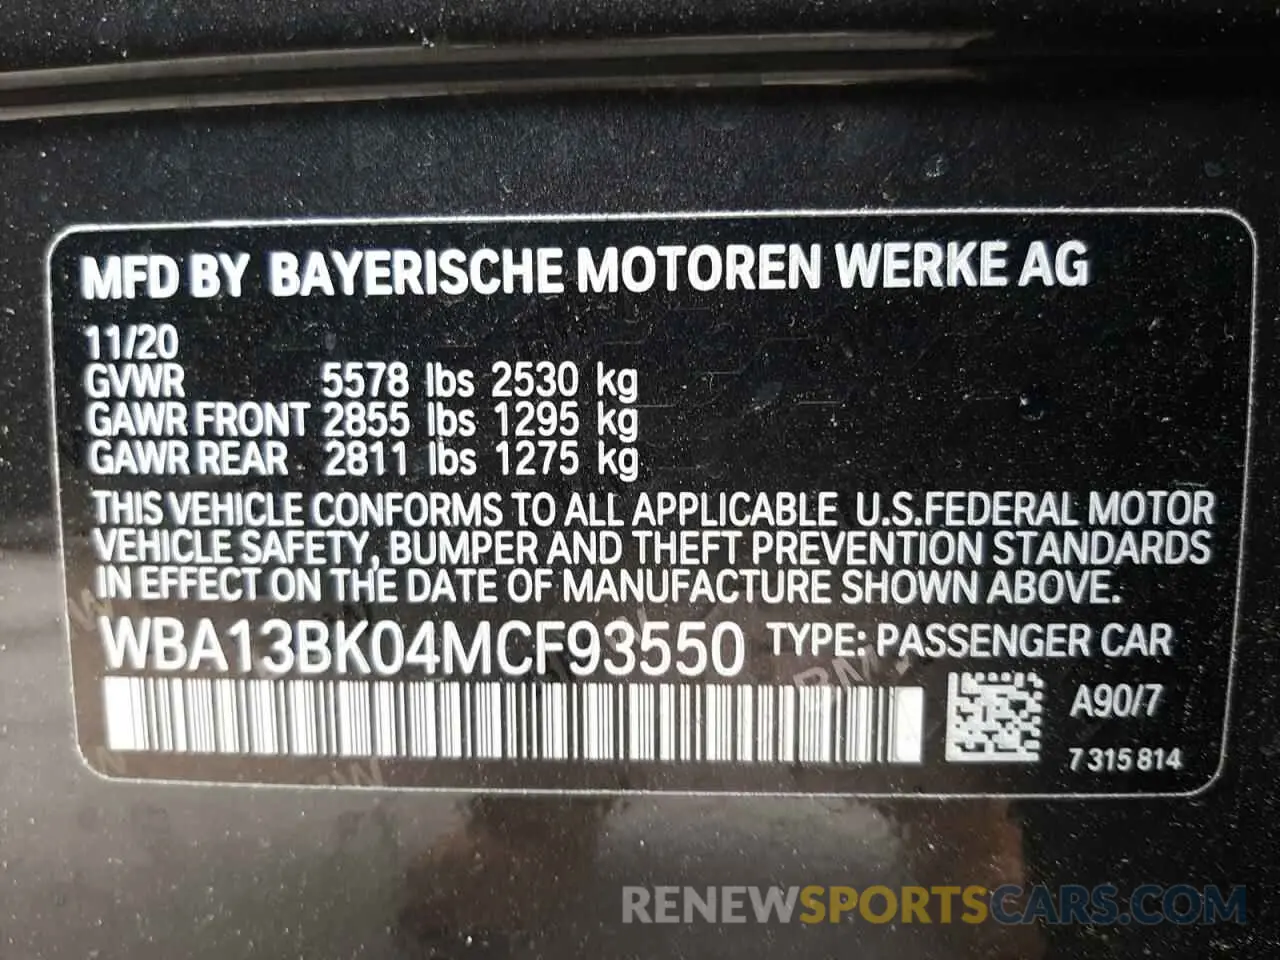 MFD BY BAYERISCHE MOTOREN WERKE AG
11/20
GVWR 5578 lbs 2530 kg
GAWR FRONT 2855 lbs 1295 kg
GAWR REAR 2811 lbs 1275 kg
THIS VEHICLE CONFORMS TO ALL APPLICABLE U.S.FEDERAL MOTOR
VEHICLE SAFETY, BUMPER AND THEFT PREVENTION STANDARDS
IN EFFECT ON THE DATE OF MANUFACTURE SHOWN ABOVE.
WBA13BK04MCF93550 TYPE: PASSENGER CAR
A90/7
7 315 814
RENEWSPORTSCARS.COM